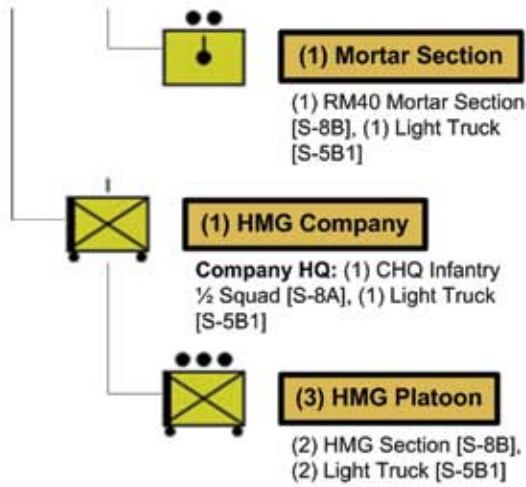 (1) Mortar Section
(1) RM40 Mortar Section
[S-8B], (1) Light Truck
[S-5B1]
(1) HMG Company
Company HQ: (1) CHQ Infantry
½ Squad [S-8A], (1) Light Truck
[S-5B1]
(3) HMG Platoon
(2) HMG Section [S-8B],
(2) Light Truck [S-5B1]